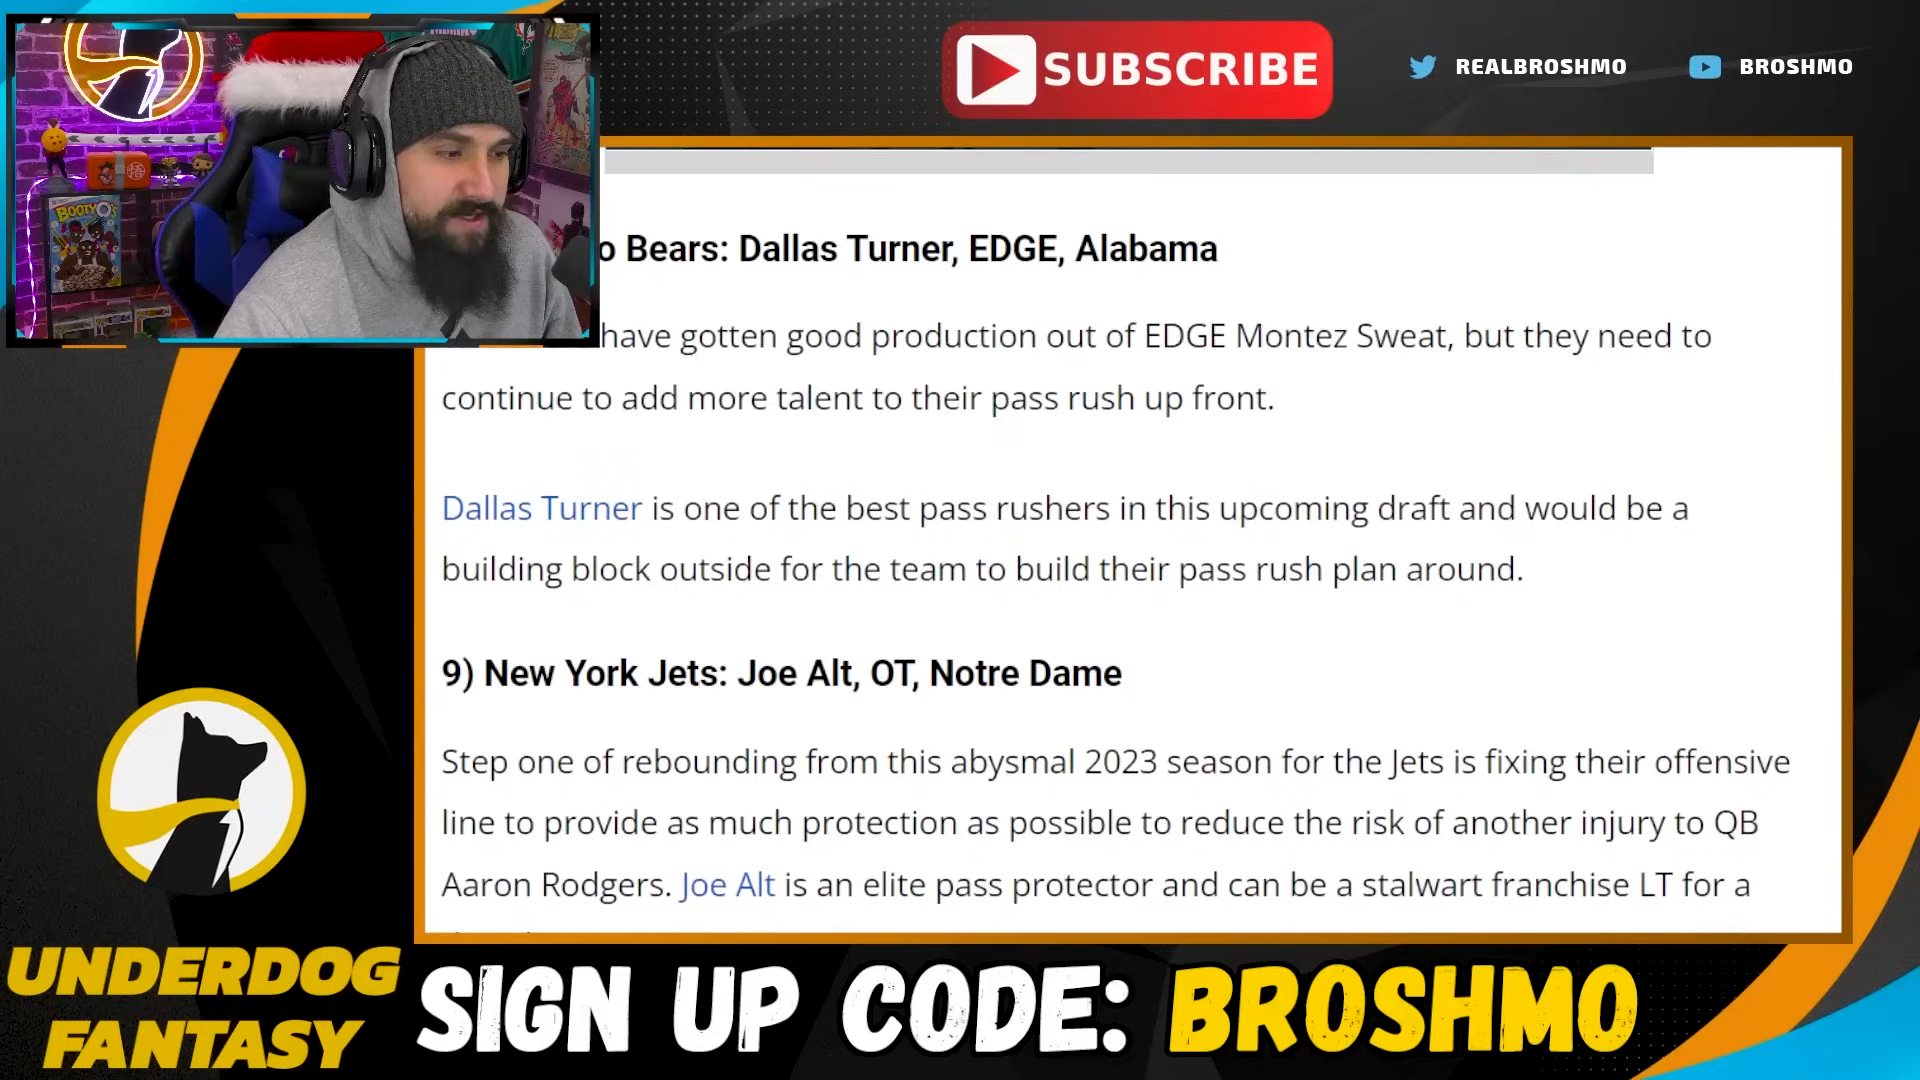 SUBSCRIBE
REALBROSHMO
BROSHMO
BOOTY O'S
o Bears: Dallas Turner, EDGE, Alabama
have gotten good production out of EDGE Montez Sweat, but they need to
continue to add more talent to their pass rush up front.
Dallas Turner is one of the best pass rushers in this upcoming draft and would be a
building block outside for the team to build their pass rush plan around.
9) New York Jets: Joe Alt, OT, Notre Dame
Step one of rebounding from this abysmal 2023 season for the Jets is fixing their offensive
line to provide as much protection as possible to reduce the risk of another injury to QB
Aaron Rodgers. Joe Alt is an elite pass protector and can be a stalwart franchise LT for a
UNDERDOG
FANTASY
SIGN UP CODE: BROSHMO